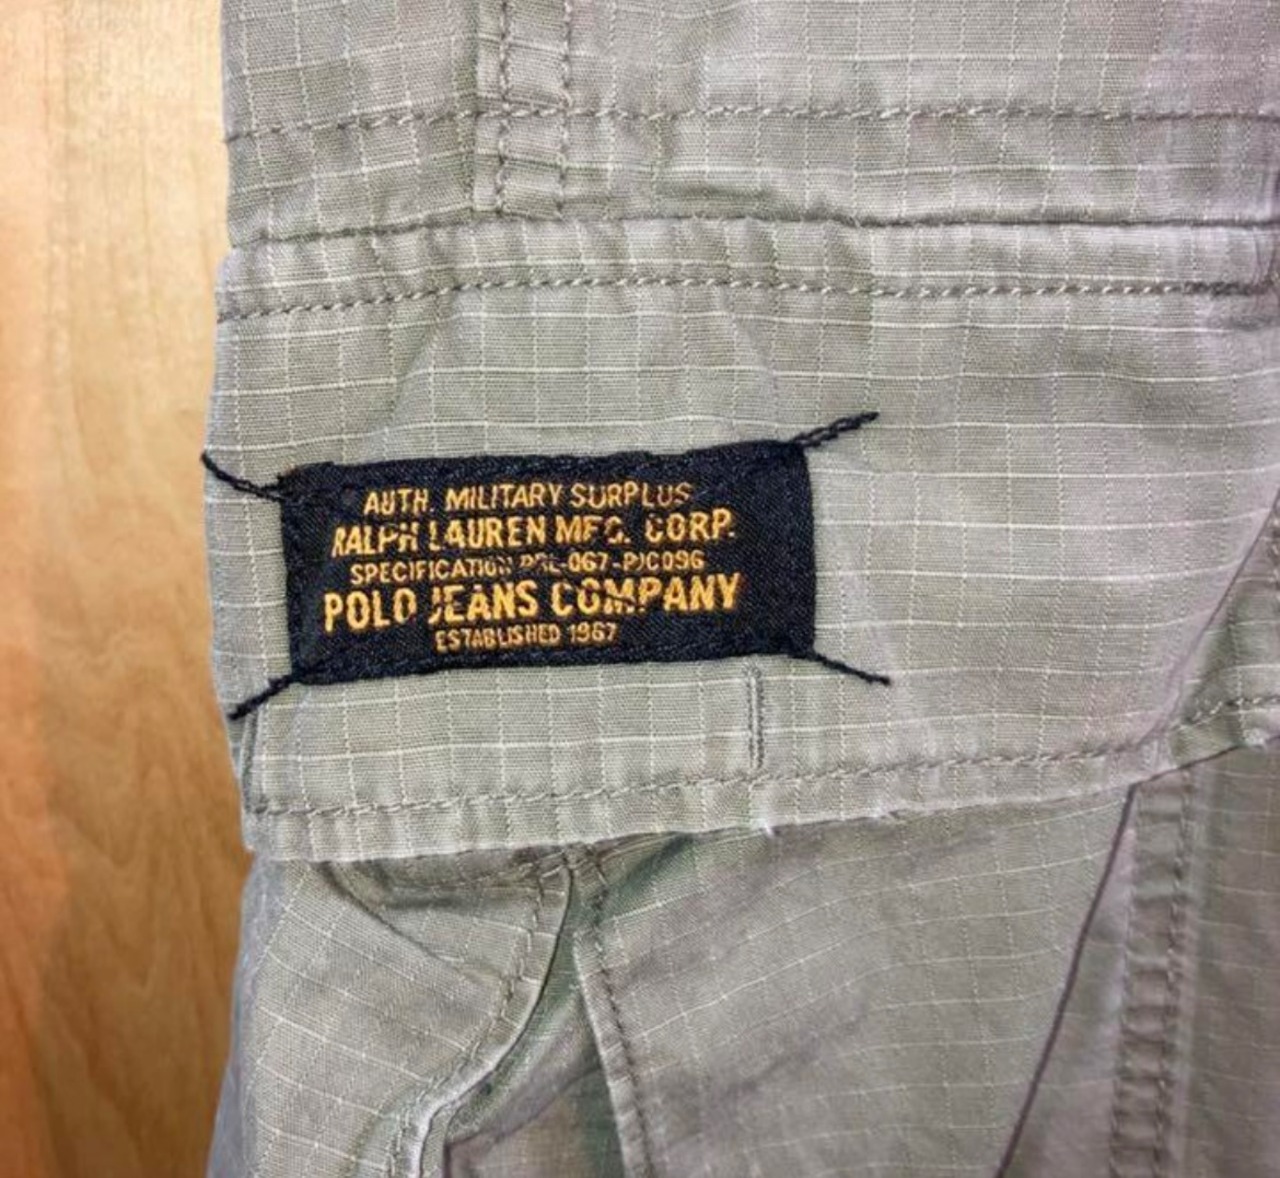 AUTH. MILITARY SURPLUS
RALPH LAUREN MFG. CORP.
SPECIFICATION PRL-067-PJC096
POLO JEANS COMPANY
ESTABLISHED 1967